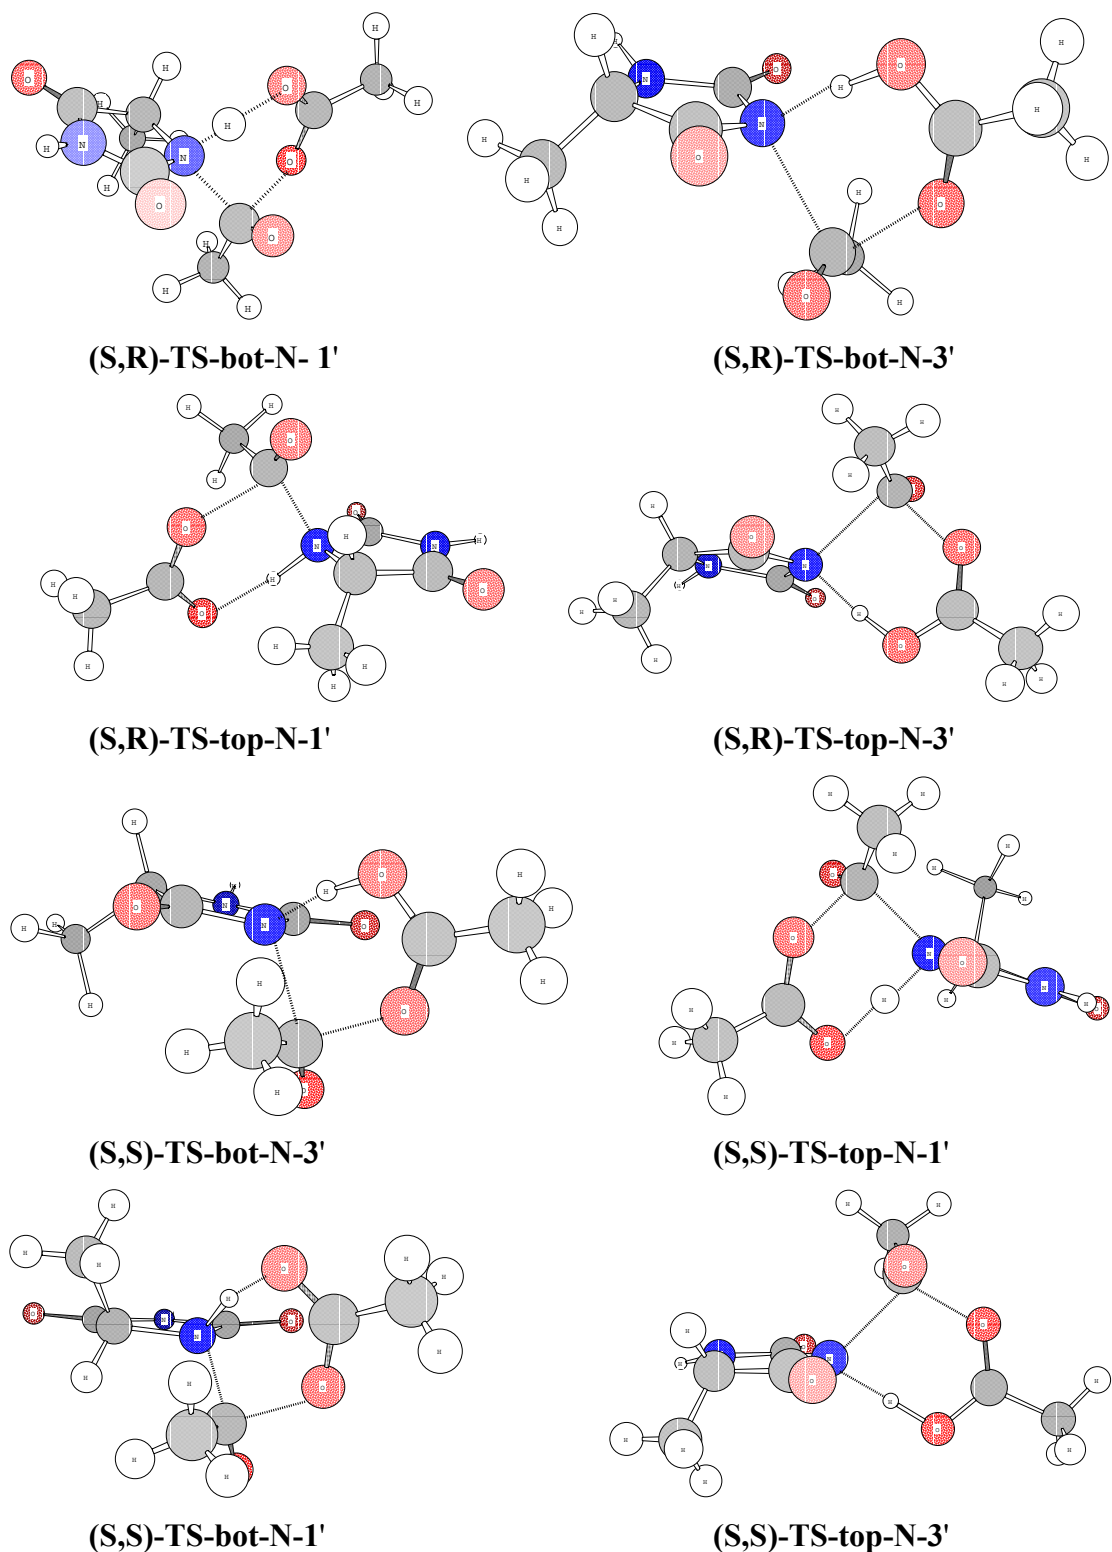 (S,R)-TS-bot-N- 1'
(S,R)-TS-bot-N-3'
(S,R)-TS-top-N-1'
(S,R)-TS-top-N-3'
(S,S)-TS-bot-N-3'
(S,S)-TS-top-N-1'
(S,S)-TS-bot-N-1'
(S,S)-TS-top-N-3'